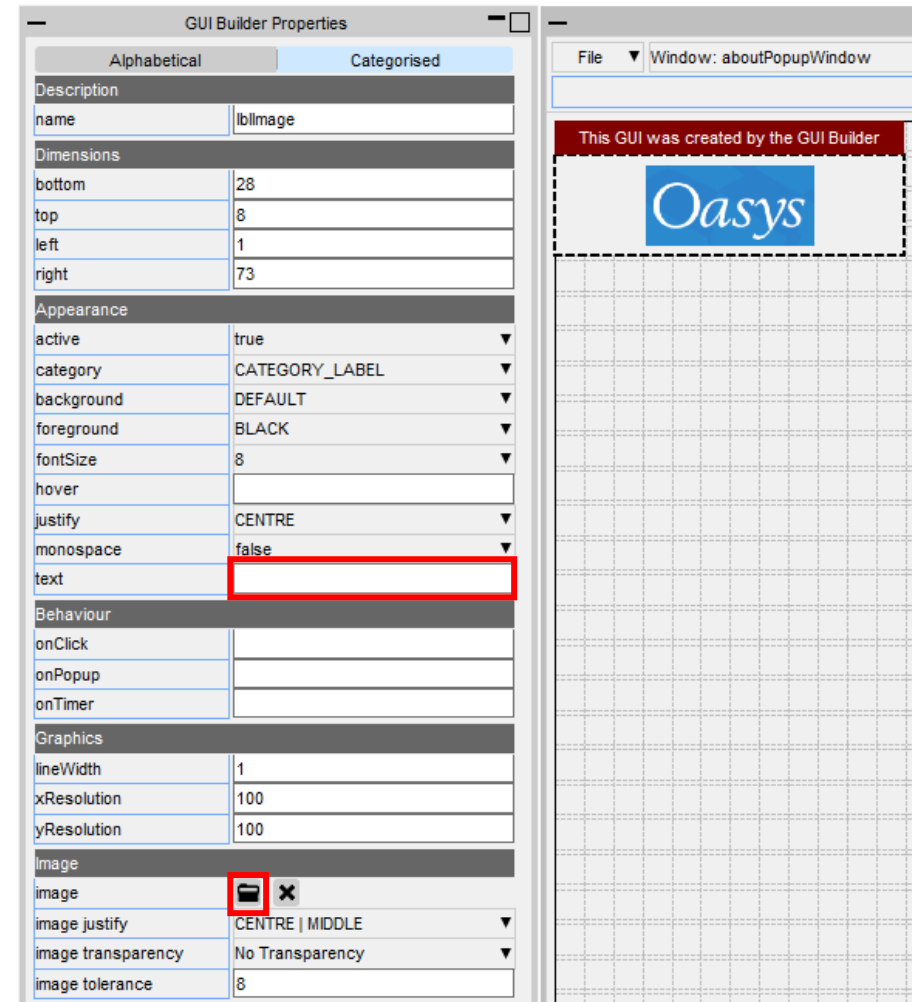 GUI Builder Properties
Alphabetical Categorised
Description
name lblImage
Dimensions
bottom 28
top 8
left 1
right 73
Appearance
active true
category CATEGORY_LABEL
background DEFAULT
foreground BLACK
fontSize 8
hover
justify CENTRE
monospace false
text
Behaviour
onClick
onPopup
onTimer
Graphics
lineWidth 1
xResolution 100
yResolution 100
Image
image
image justify CENTRE | MIDDLE
image transparency No Transparency
image tolerance 8
File Window: aboutPopupWindow
This GUI was created by the GUI Builder
Oasys